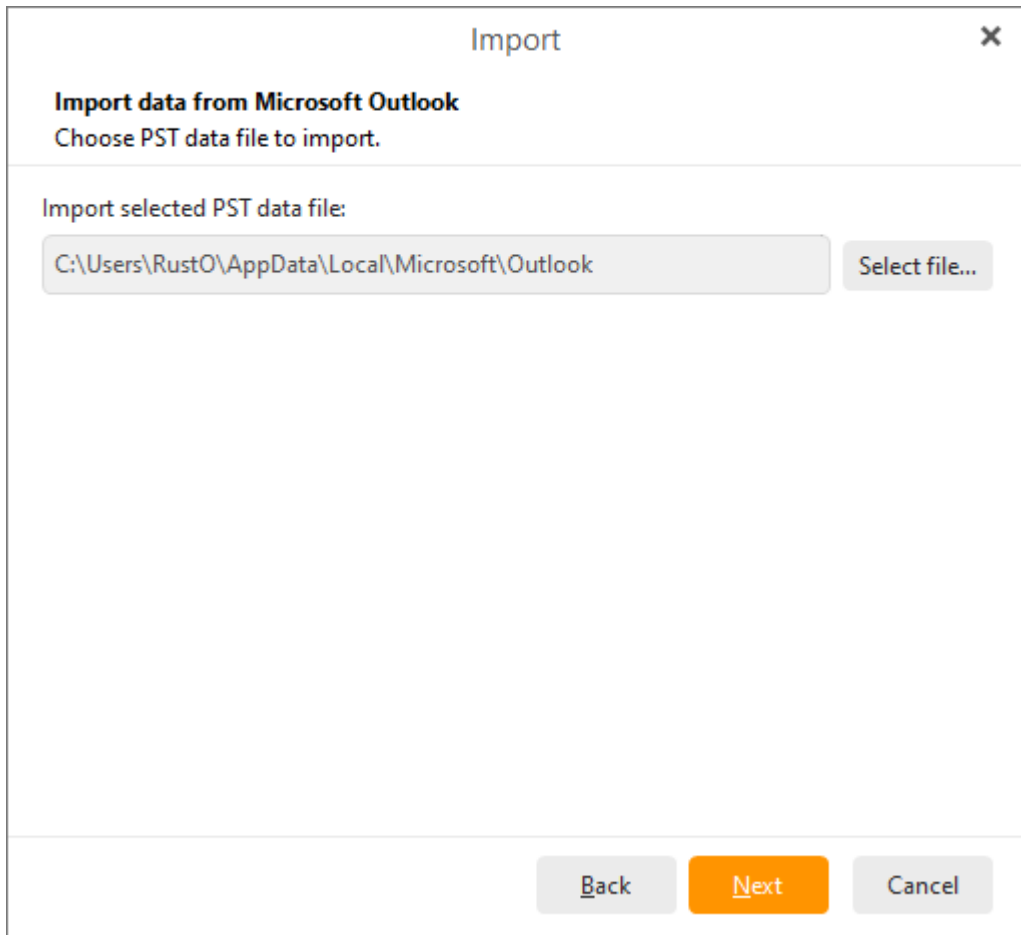 Import
Import data from Microsoft Outlook
Choose PST data file to import.
Import selected PST data file:
C:\Users\RustO\AppData\Local\Microsoft\Outlook
Select file...
Back
Next
Cancel